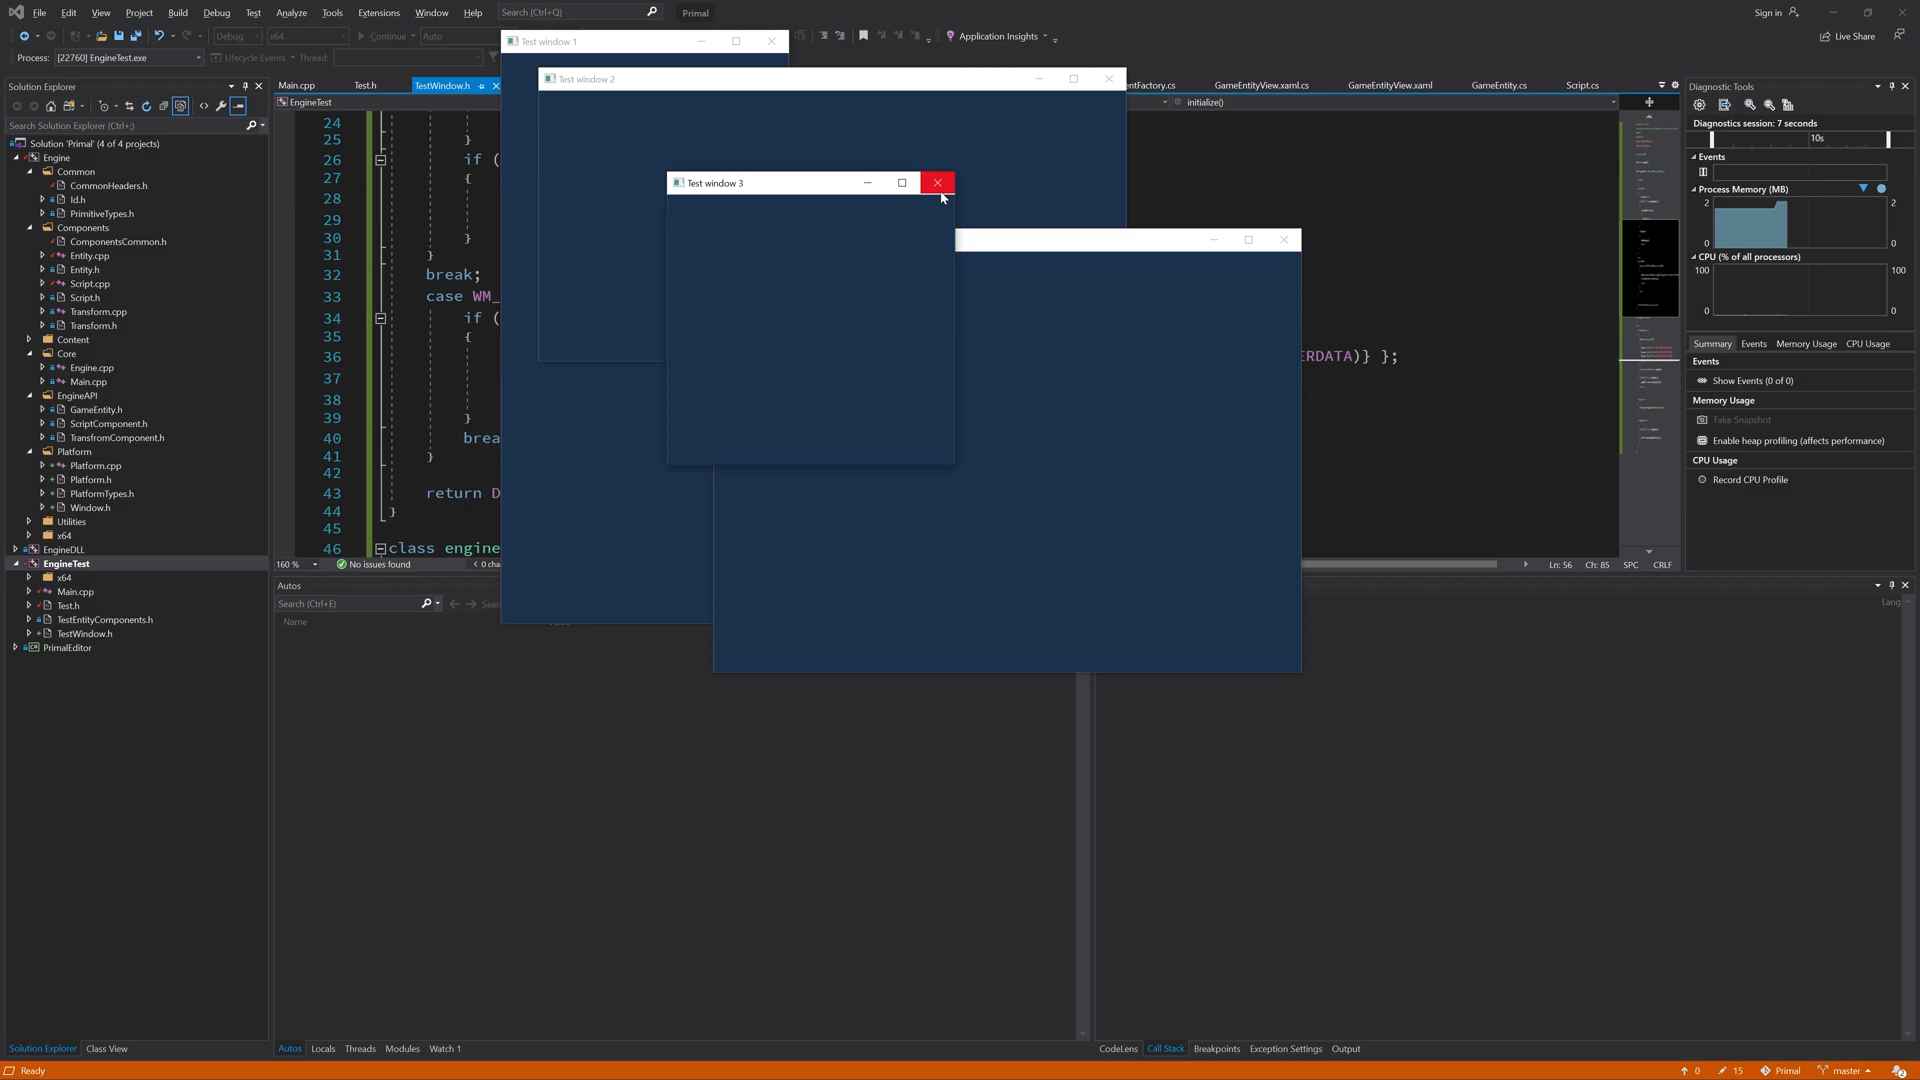 File Edit View Project Build Debug Test Analyze Tools Extensions Window Help Search (Ctrl+Q) Primal Sign in
Debug x64 Continue Auto Application Insights Live Share
Process: [22760] EngineTest.exe Lifecycle Events Thread:
Test window 1
Test window 2
Test window 3
Solution Explorer
Search Solution Explorer (Ctrl+;)
Solution 'Primal' (4 of 4 projects)
Engine
Common
CommonHeaders.h
Id.h
PrimitiveTypes.h
Components
ComponentsCommon.h
Entity.cpp
Entity.h
Script.cpp
Script.h
Transform.cpp
Transform.h
Content
Core
Engine.cpp
Main.cpp
EngineAPI
GameEntity.h
ScriptComponent.h
TransfromComponent.h
Platform
Platform.cpp
Platform.h
PlatformTypes.h
Window.h
Utilities
x64
EngineDLL
EngineTest
x64
Main.cpp
Test.h
TestEntityComponents.h
TestWindow.h
PrimalEditor
Solution Explorer Class View
Main.cpp Test.h TestWindow.h entFactory.cs GameEntityView.xaml.cs GameEntityView.xaml GameEntity.cs Script.cs
EngineTest initialize()
24
25 }
26 if (
27 {
28
29
30 }
31 }
32 break;
33 case WM_
34 if (
35 {
36 ERDATA)} };
37
38
39 }
40 brea
41 }
42
43 return D
44 }
45
46 class engine
160 % No issues found 0 cha Ln: 56 Ch: 85 SPC CRLF
Autos
Search (Ctrl+E) Sear
Name
Lang
Autos Locals Threads Modules Watch 1
CodeLens Call Stack Breakpoints Exception Settings Output
Diagnostic Tools
Diagnostics session: 7 seconds
10s
Events
Process Memory (MB)
2 2
0 0
CPU (% of all processors)
100 100
0 0
Summary Events Memory Usage CPU Usage
Events
Show Events (0 of 0)
Memory Usage
Take Snapshot
Enable heap profiling (affects performance)
CPU Usage
Record CPU Profile
Ready 0 15 Primal master 2